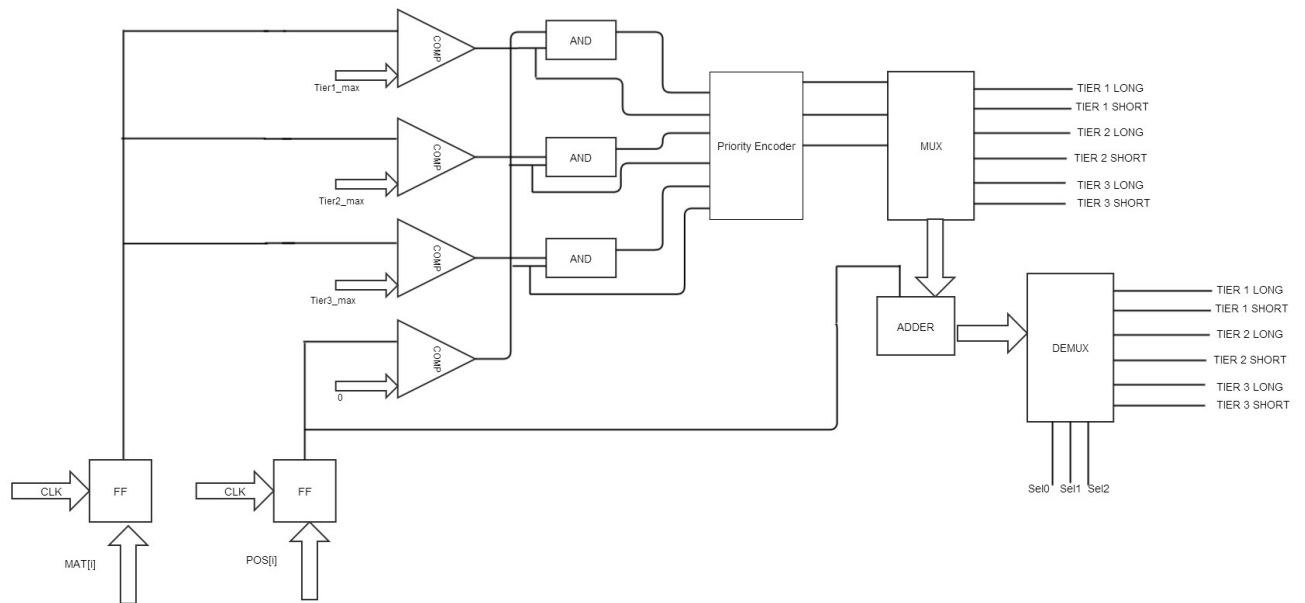 COMP
AND
Tier1_max
TIER 1 LONG
TIER 1 SHORT
COMP
AND
Priority Encoder
MUX
TIER 2 LONG
TIER 2 SHORT
Tier2_max
TIER 3 LONG
TIER 3 SHORT
COMP
AND
Tier3_max
ADDER
COMP
0
DEMUX
TIER 1 LONG
TIER 1 SHORT
TIER 2 LONG
TIER 2 SHORT
TIER 3 LONG
TIER 3 SHORT
CLK
FF
CLK
FF
Sel0
Sel1
Sel2
MAT[i]
POS[i]